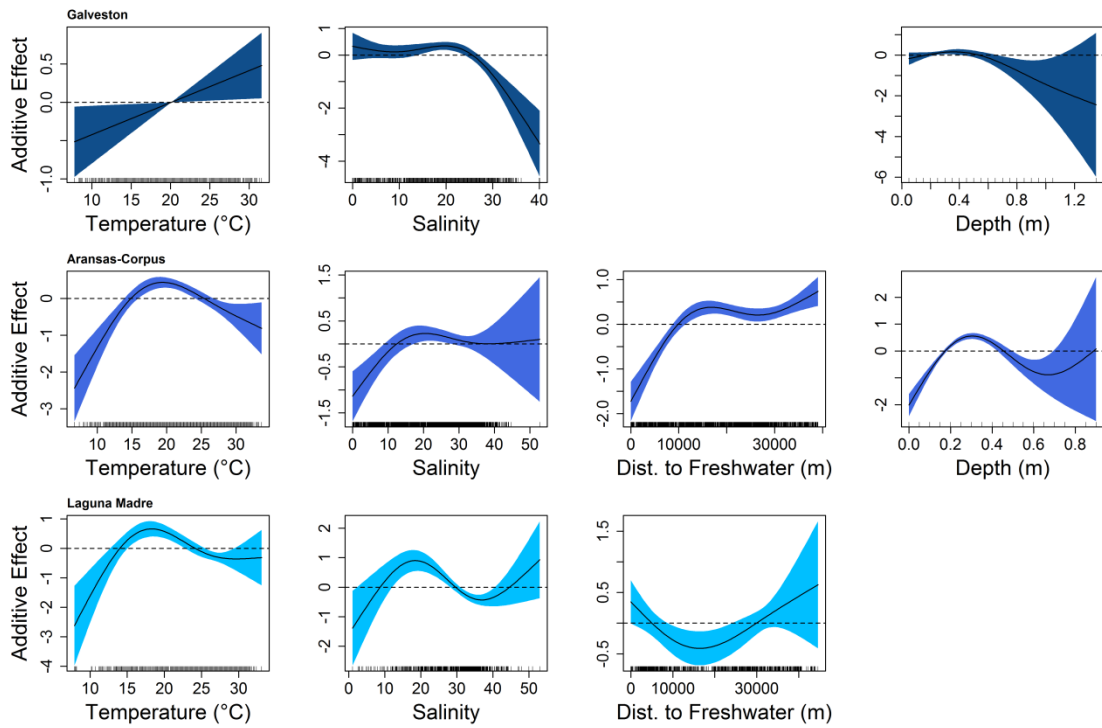 Galveston
Additive Effect
0.5
0.0
-1.0
10 15 20 25 30
Temperature (°C)
1
0
-2
-4
0 10 20 30 40
Salinity
0
-2
-4
-6
0.0 0.4 0.8 1.2
Depth (m)
Aransas-Corpus
Additive Effect
0
-1
-2
-3
10 15 20 25 30
Temperature (°C)
1.5
0.5
-0.5
-1.5
0 10 20 30 40 50
Salinity
1.0
0.0
-1.0
-2.0
0 10000 30000
Dist. to Freshwater (m)
2
0
-2
0.0 0.2 0.4 0.6 0.8
Depth (m)
Laguna Madre
Additive Effect
1
0
-1
-2
-3
-4
10 15 20 25 30
Temperature (°C)
2
1
0
-2
0 10 20 30 40 50
Salinity
1.5
0.5
-0.5
0 10000 30000
Dist. to Freshwater (m)